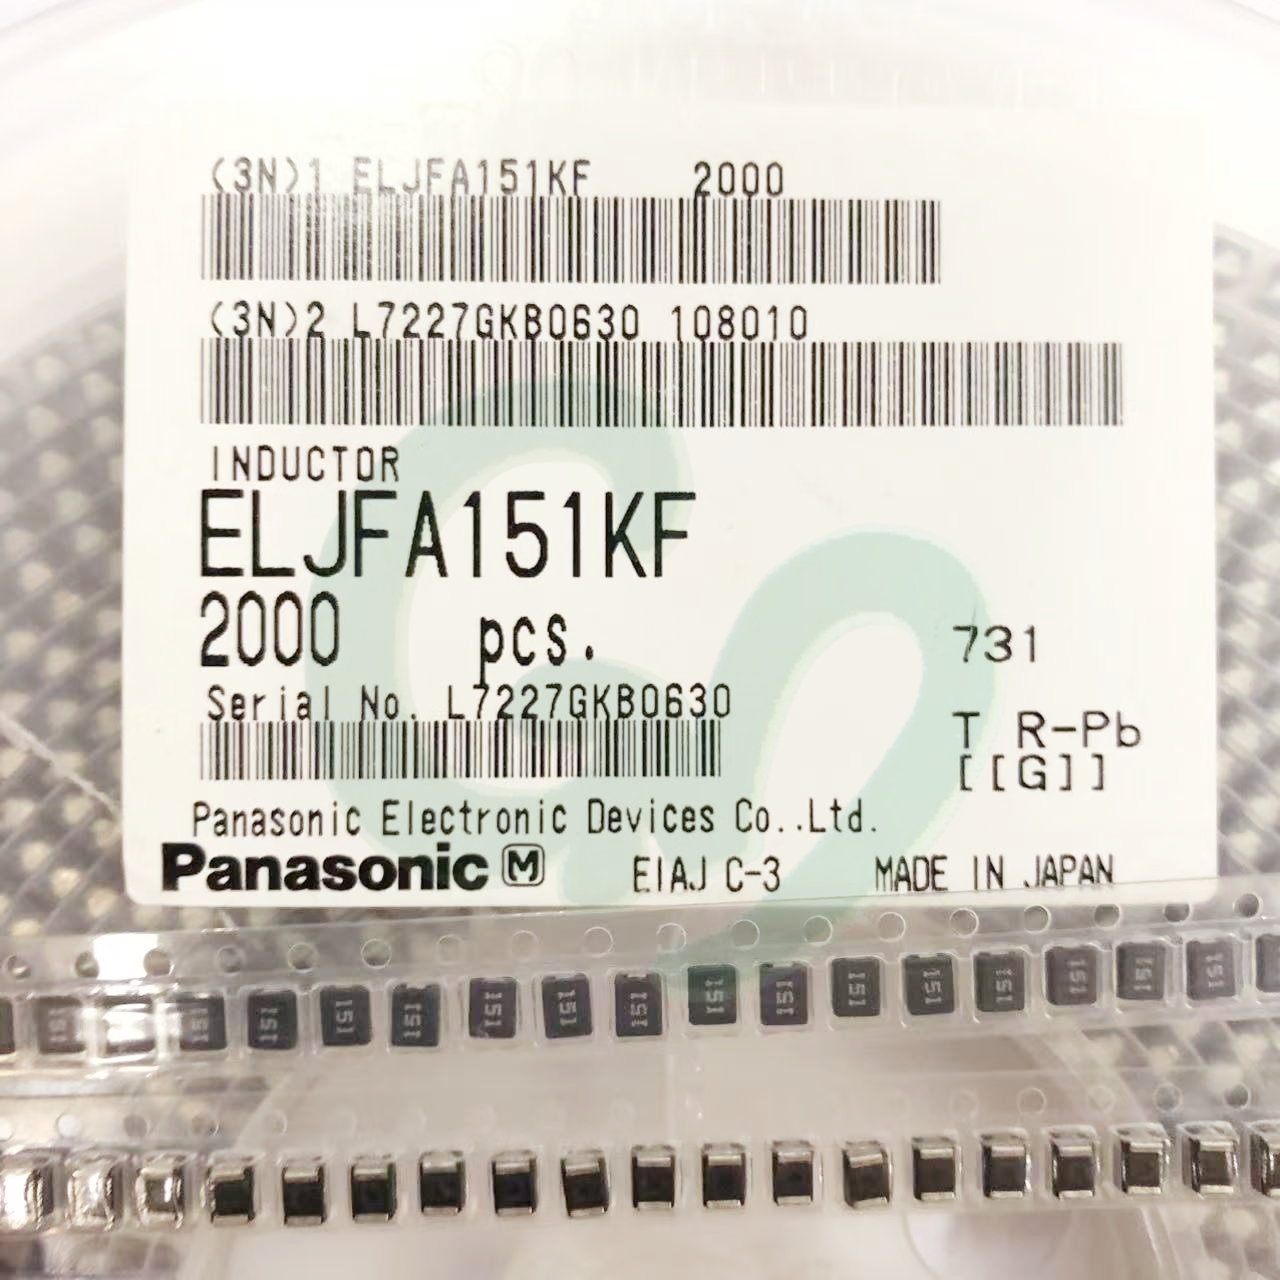 (3N)1 ELJFA151KF 2000
(3N)2 L7227GKB0630 108010
INDUCTOR
ELJFA151KF
2000 pcs.
731
Serial No. L7227GKB0630
T R-Pb
[[G]]
Panasonic Electronic Devices Co..Ltd.
Panasonic M EIAJ C-3 MADE IN JAPAN
151 151 151 151 151 151 151 151 151 151 151 151 151 151 151 151